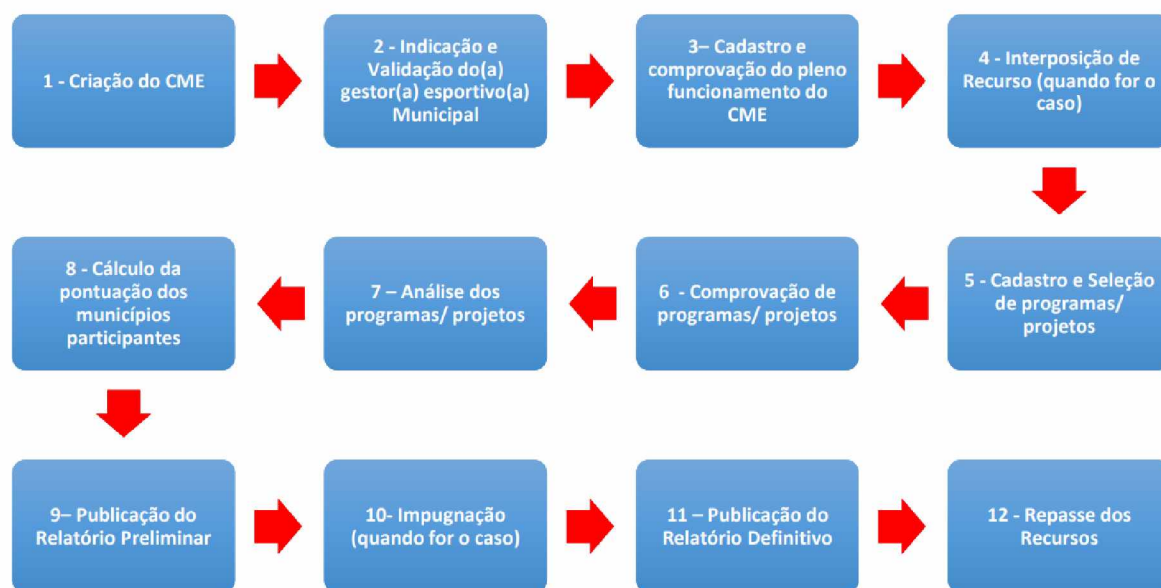 1 - Criação do CME
2 - Indicação e
Validação do(a)
gestor(a) esportivo(a)
Municipal
3– Cadastro e
comprovação do pleno
funcionamento do
CME
4 - Interposição de
Recurso (quando for o
caso)
5 - Cadastro e Seleção
de programas/
projetos
6 - Comprovação de
programas/ projetos
7 – Análise dos
programas/ projetos
8 - Cálculo da
pontuação dos
municípios
participantes
9– Publicação do
Relatório Preliminar
10- Impugnação
(quando for o caso)
11 – Publicação do
Relatório Definitivo
12 - Repasse dos
Recursos